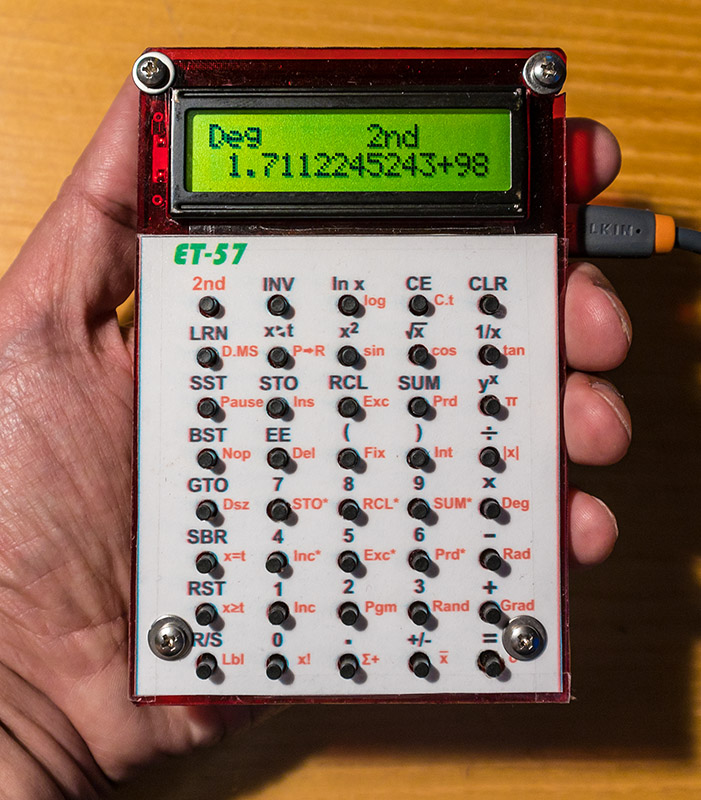 Deg 2nd
1.7112245243+98
LKIN
ET-57
2nd INV ln x CE CLR
log C.t
LRN x⇄t x² √x 1/x
D.MS P➡R sin cos tan
SST STO RCL SUM yˣ
Pause Ins Exc Prd π
BST EE ( ) ÷
Nop Del Fix Int |x|
GTO 7 8 9 x
Dsz STO* RCL* SUM* Deg
SBR 4 5 6 -
x=t Inc* Exc* Prd* Rad
RST 1 2 3 +
x≥t Inc Pgm Rand Grad
R/S 0 . +/- =
Lbl x! Σ+ x̄